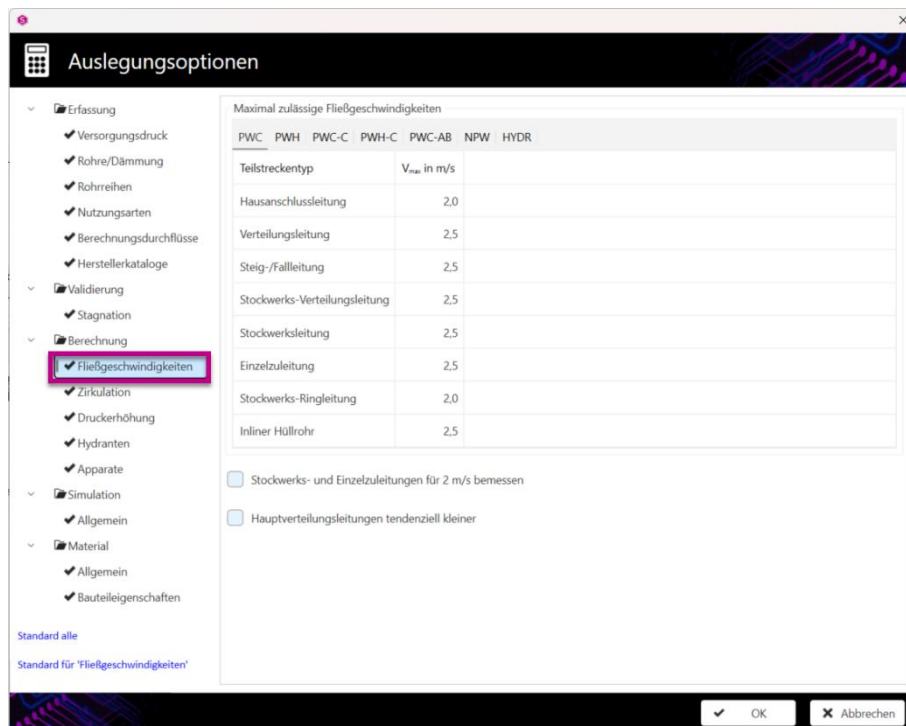 S
Auslegungsoptionen
Erfassung
Versorgungsdruck
Rohre/Dämmung
Rohrreihen
Nutzungsarten
Berechnungsdurchflüsse
Herstellerkataloge
Validierung
Stagnation
Berechnung
Fließgeschwindigkeiten
Zirkulation
Druckerhöhung
Hydranten
Apparate
Simulation
Allgemein
Material
Allgemein
Bauteileigenschaften
Standard alle
Standard für 'Fließgeschwindigkeiten'
Maximal zulässige Fließgeschwindigkeiten
PWC PWH PWC-C PWH-C PWC-AB NPW HYDR
Teilstreckentyp Vmax in m/s
Hausanschlussleitung 2,0
Verteilungsleitung 2,5
Steig-/Fallleitung 2,5
Stockwerks-Verteilungsleitung 2,5
Stockwerksleitung 2,5
Einzelzuleitung 2,5
Stockwerks-Ringleitung 2,0
Inliner Hüllrohr 2,5
Stockwerks- und Einzelzuleitungen für 2 m/s bemessen
Hauptverteilungsleitungen tendenziell kleiner
OK Abbrechen